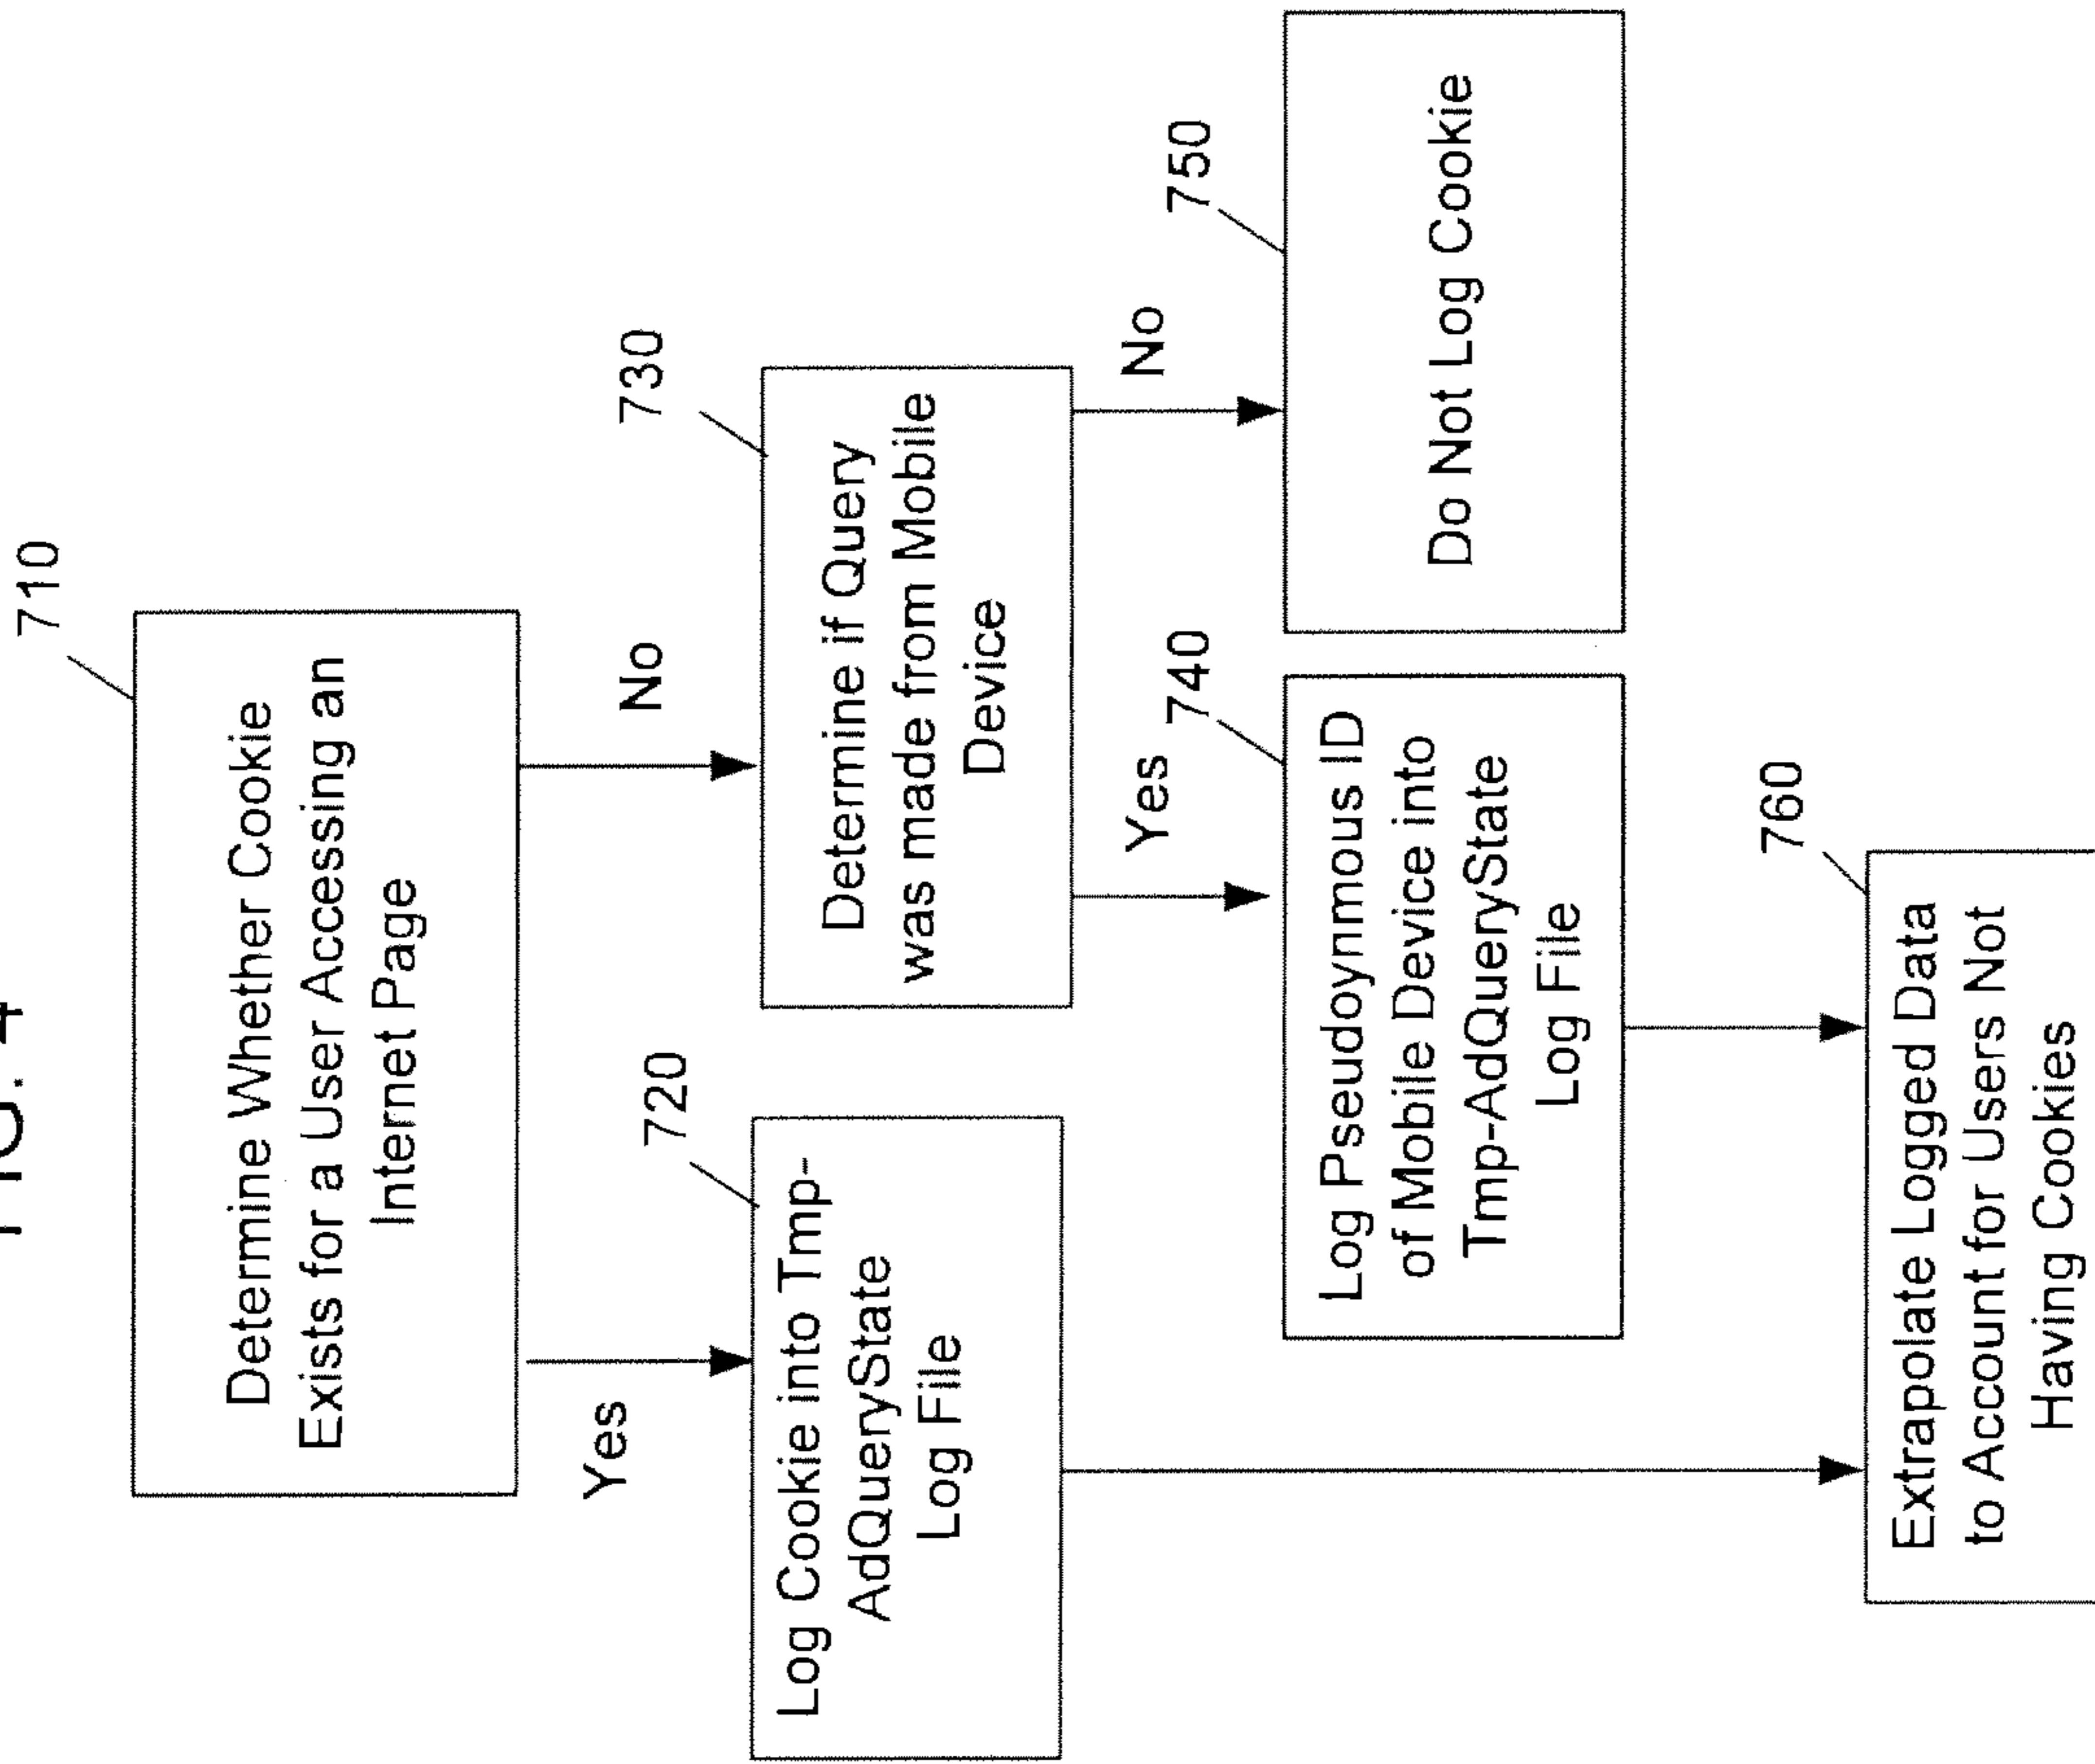 FIG. 4
710
Determine Whether Cookie
Exists for a User Accessing an
Internet Page
Yes
No
720
Log Cookie into Tmp-
AdQueryState
Log File
730
Determine if Query
was made from Mobile
Device
Yes
No
740
Log Pseudoynmous ID
of Mobile Device into
Tmp-AdQueryState
Log File
750
Do Not Log Cookie
760
Extrapolate Logged Data
to Account for Users Not
Having Cookies